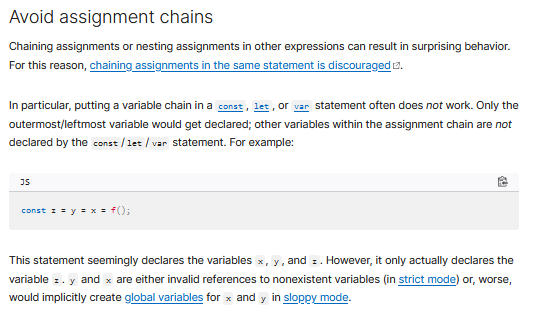 Avoid assignment chains
Chaining assignments or nesting assignments in other expressions can result in surprising behavior.
For this reason, chaining assignments in the same statement is discouraged.
In particular, putting a variable chain in a const, let, or var statement often does not work. Only the
outermost/leftmost variable would get declared; other variables within the assignment chain are not
declared by the const/let/var statement. For example:
JS
const z = y = x = f();
This statement seemingly declares the variables x, y, and z. However, it only actually declares the
variable z. y and x are either invalid references to nonexistent variables (in strict mode) or, worse,
would implicitly create global variables for x and y in sloppy mode.